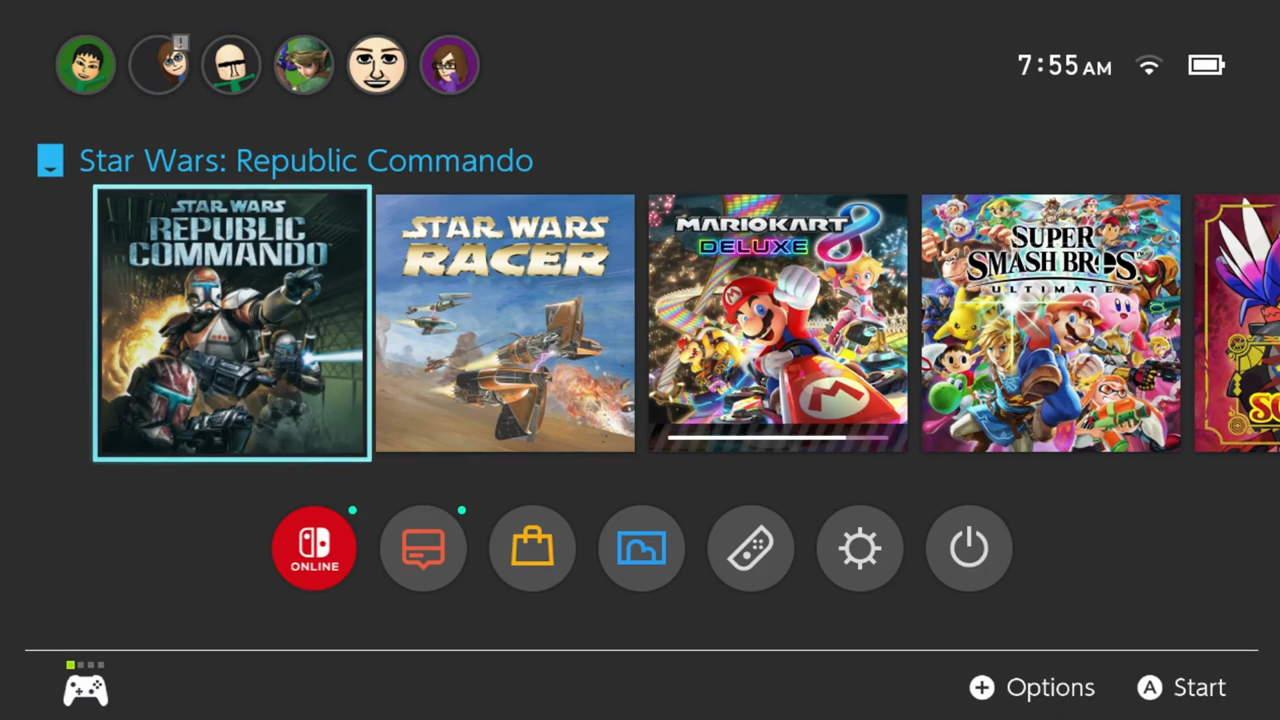 !
7:55 AM
Star Wars: Republic Commando
STAR WARS
REPUBLIC
COMMANDO
STAR WARS
RACER
MARIOKART 8
DELUXE
M
SUPER
SMASH BROS.™
ULTIMATE
ONLINE
+ Options
A Start